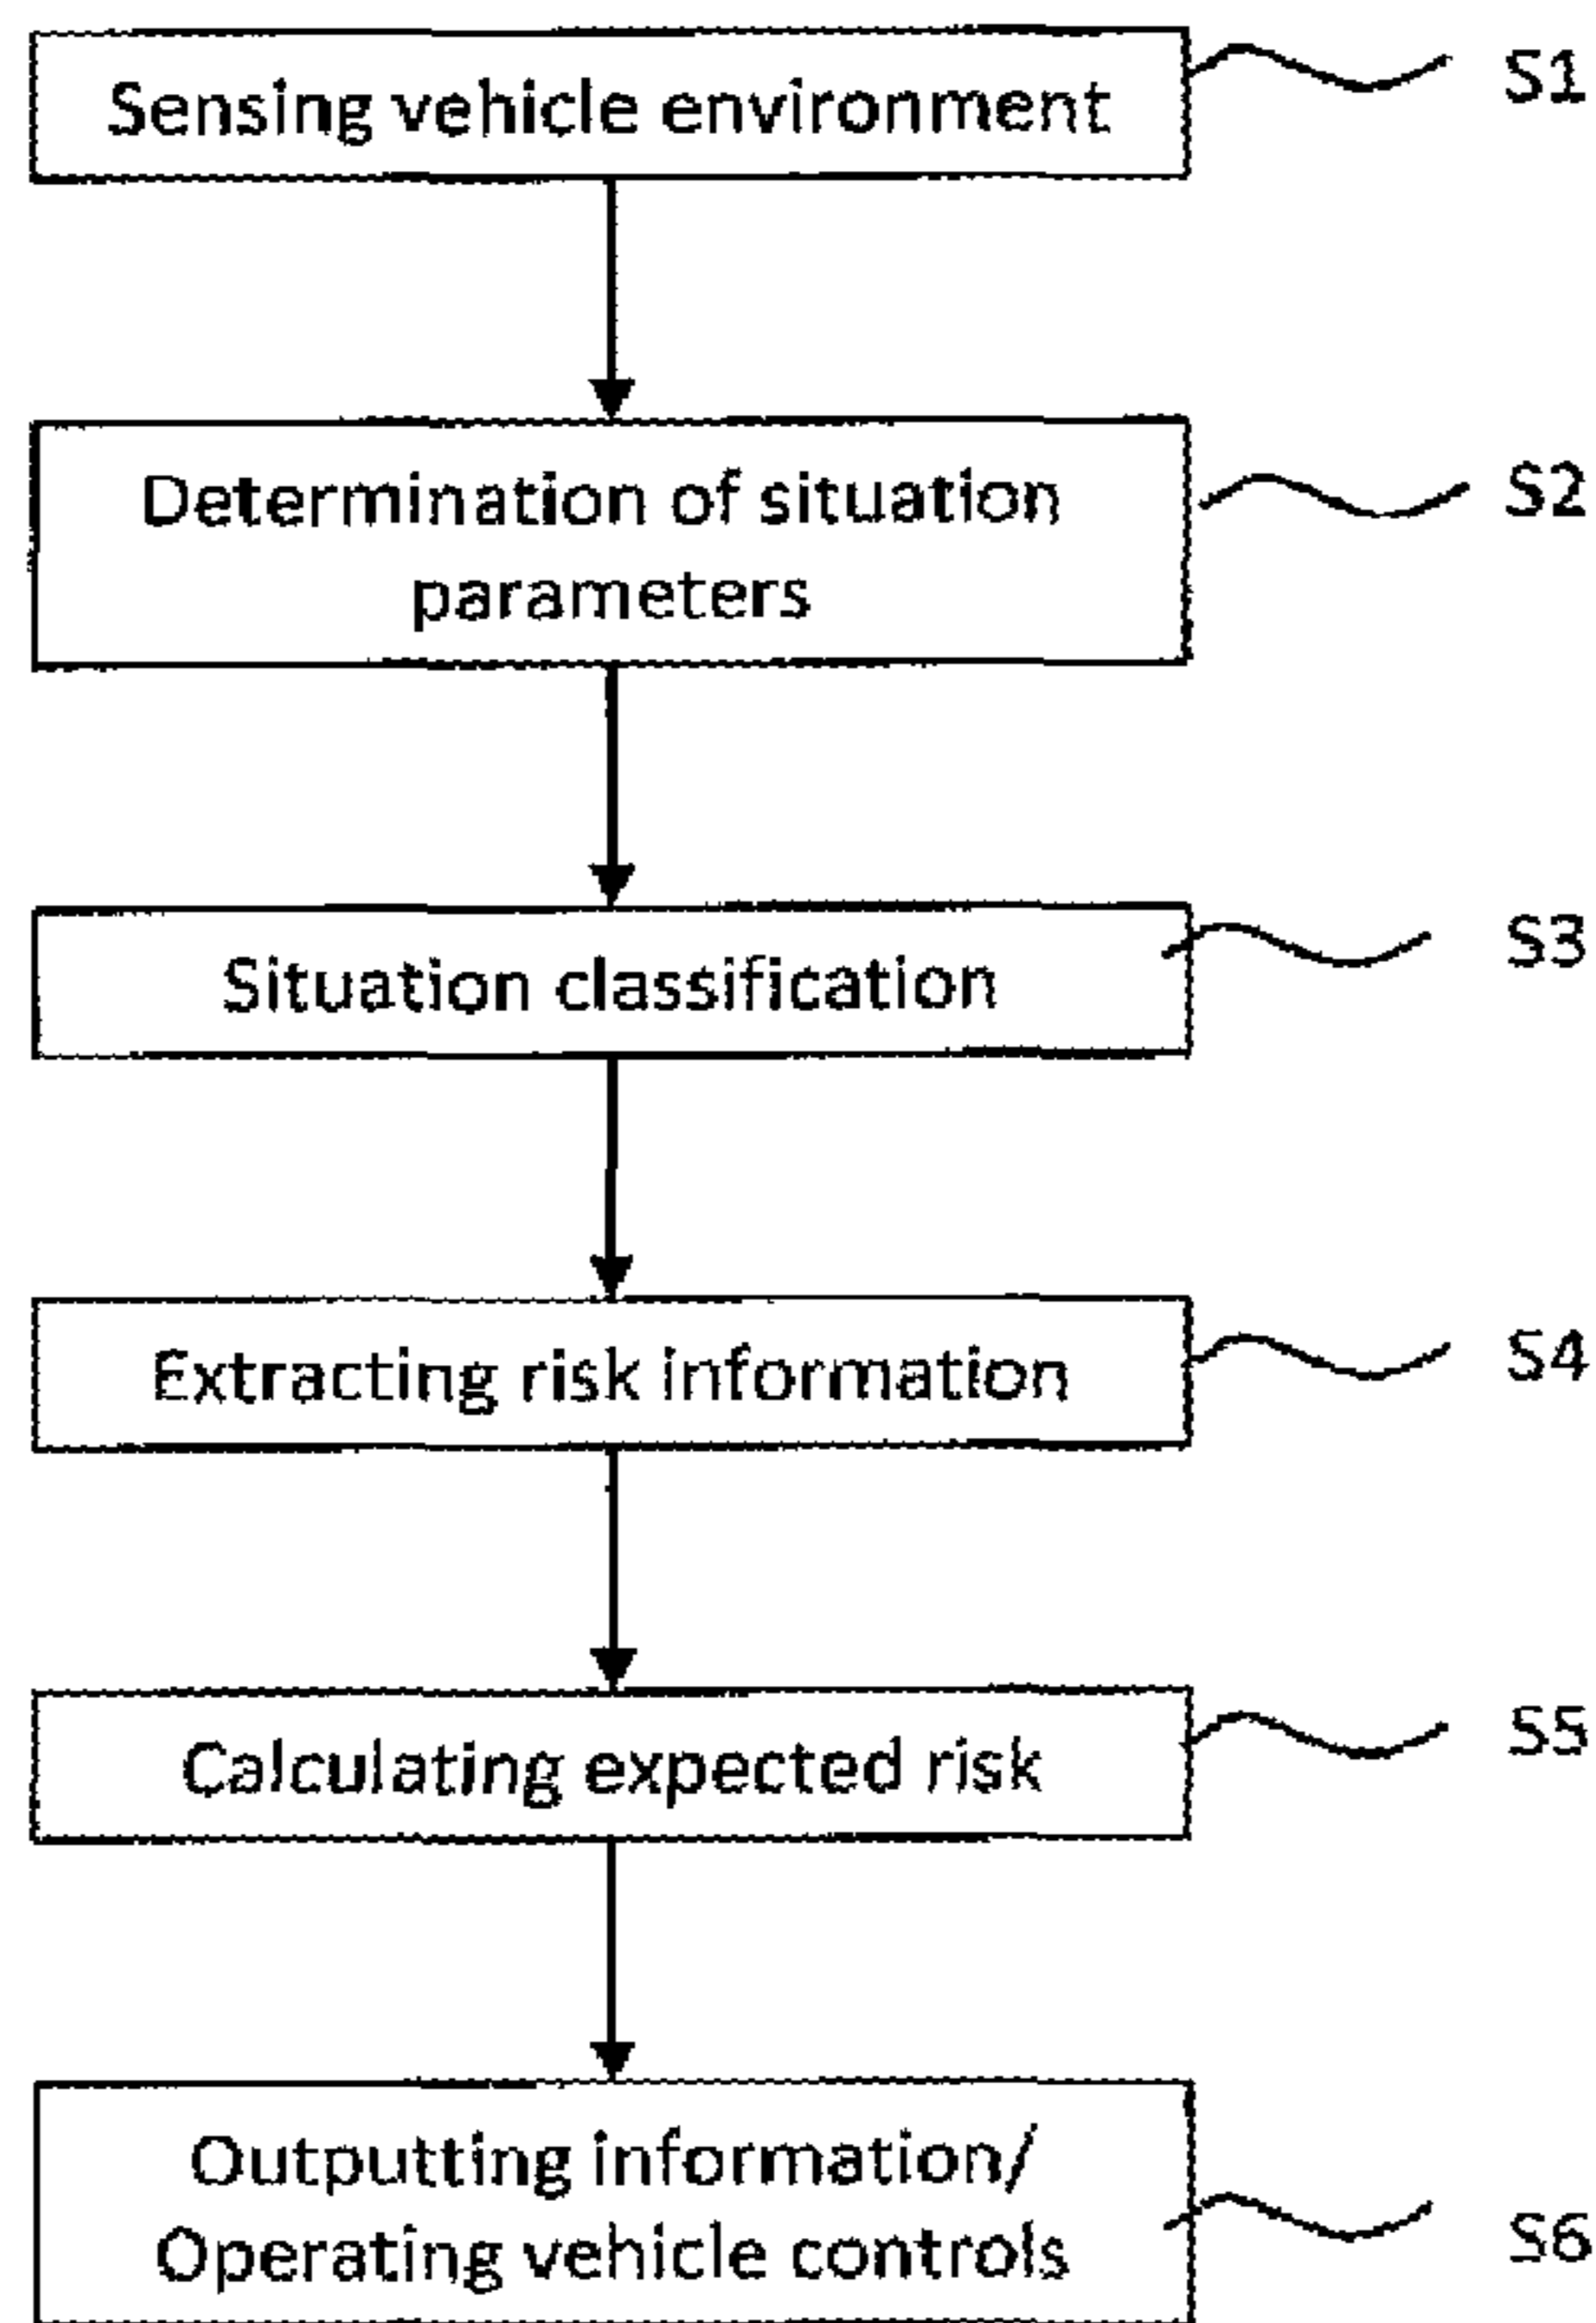 Sensing vehicle environment
S1
Determination of situation
parameters
S2
Situation classification
S3
Extracting risk information
S4
Calculating expected risk
S5
Outputting information/
Operating vehicle controls
S6